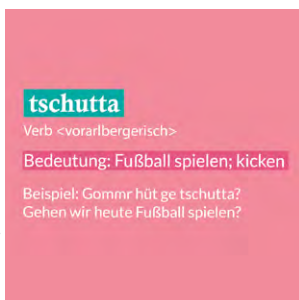 tschutta
Verb <vorarlbergerisch>
Bedeutung: Fußball spielen; kicken
Beispiel: Gommr hüt ge tschutta?
Gehen wir heute Fußball spielen?